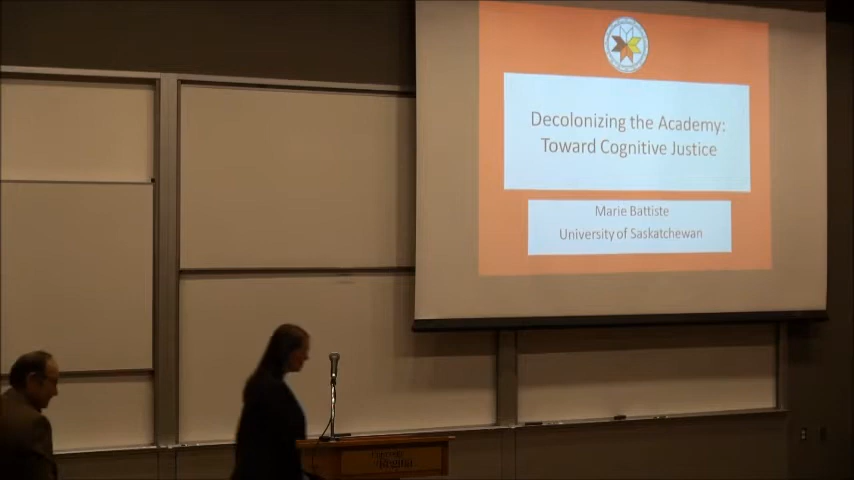 Decolonizing the Academy:
Toward Cognitive Justice
Marie Battiste
University of Saskatchewan